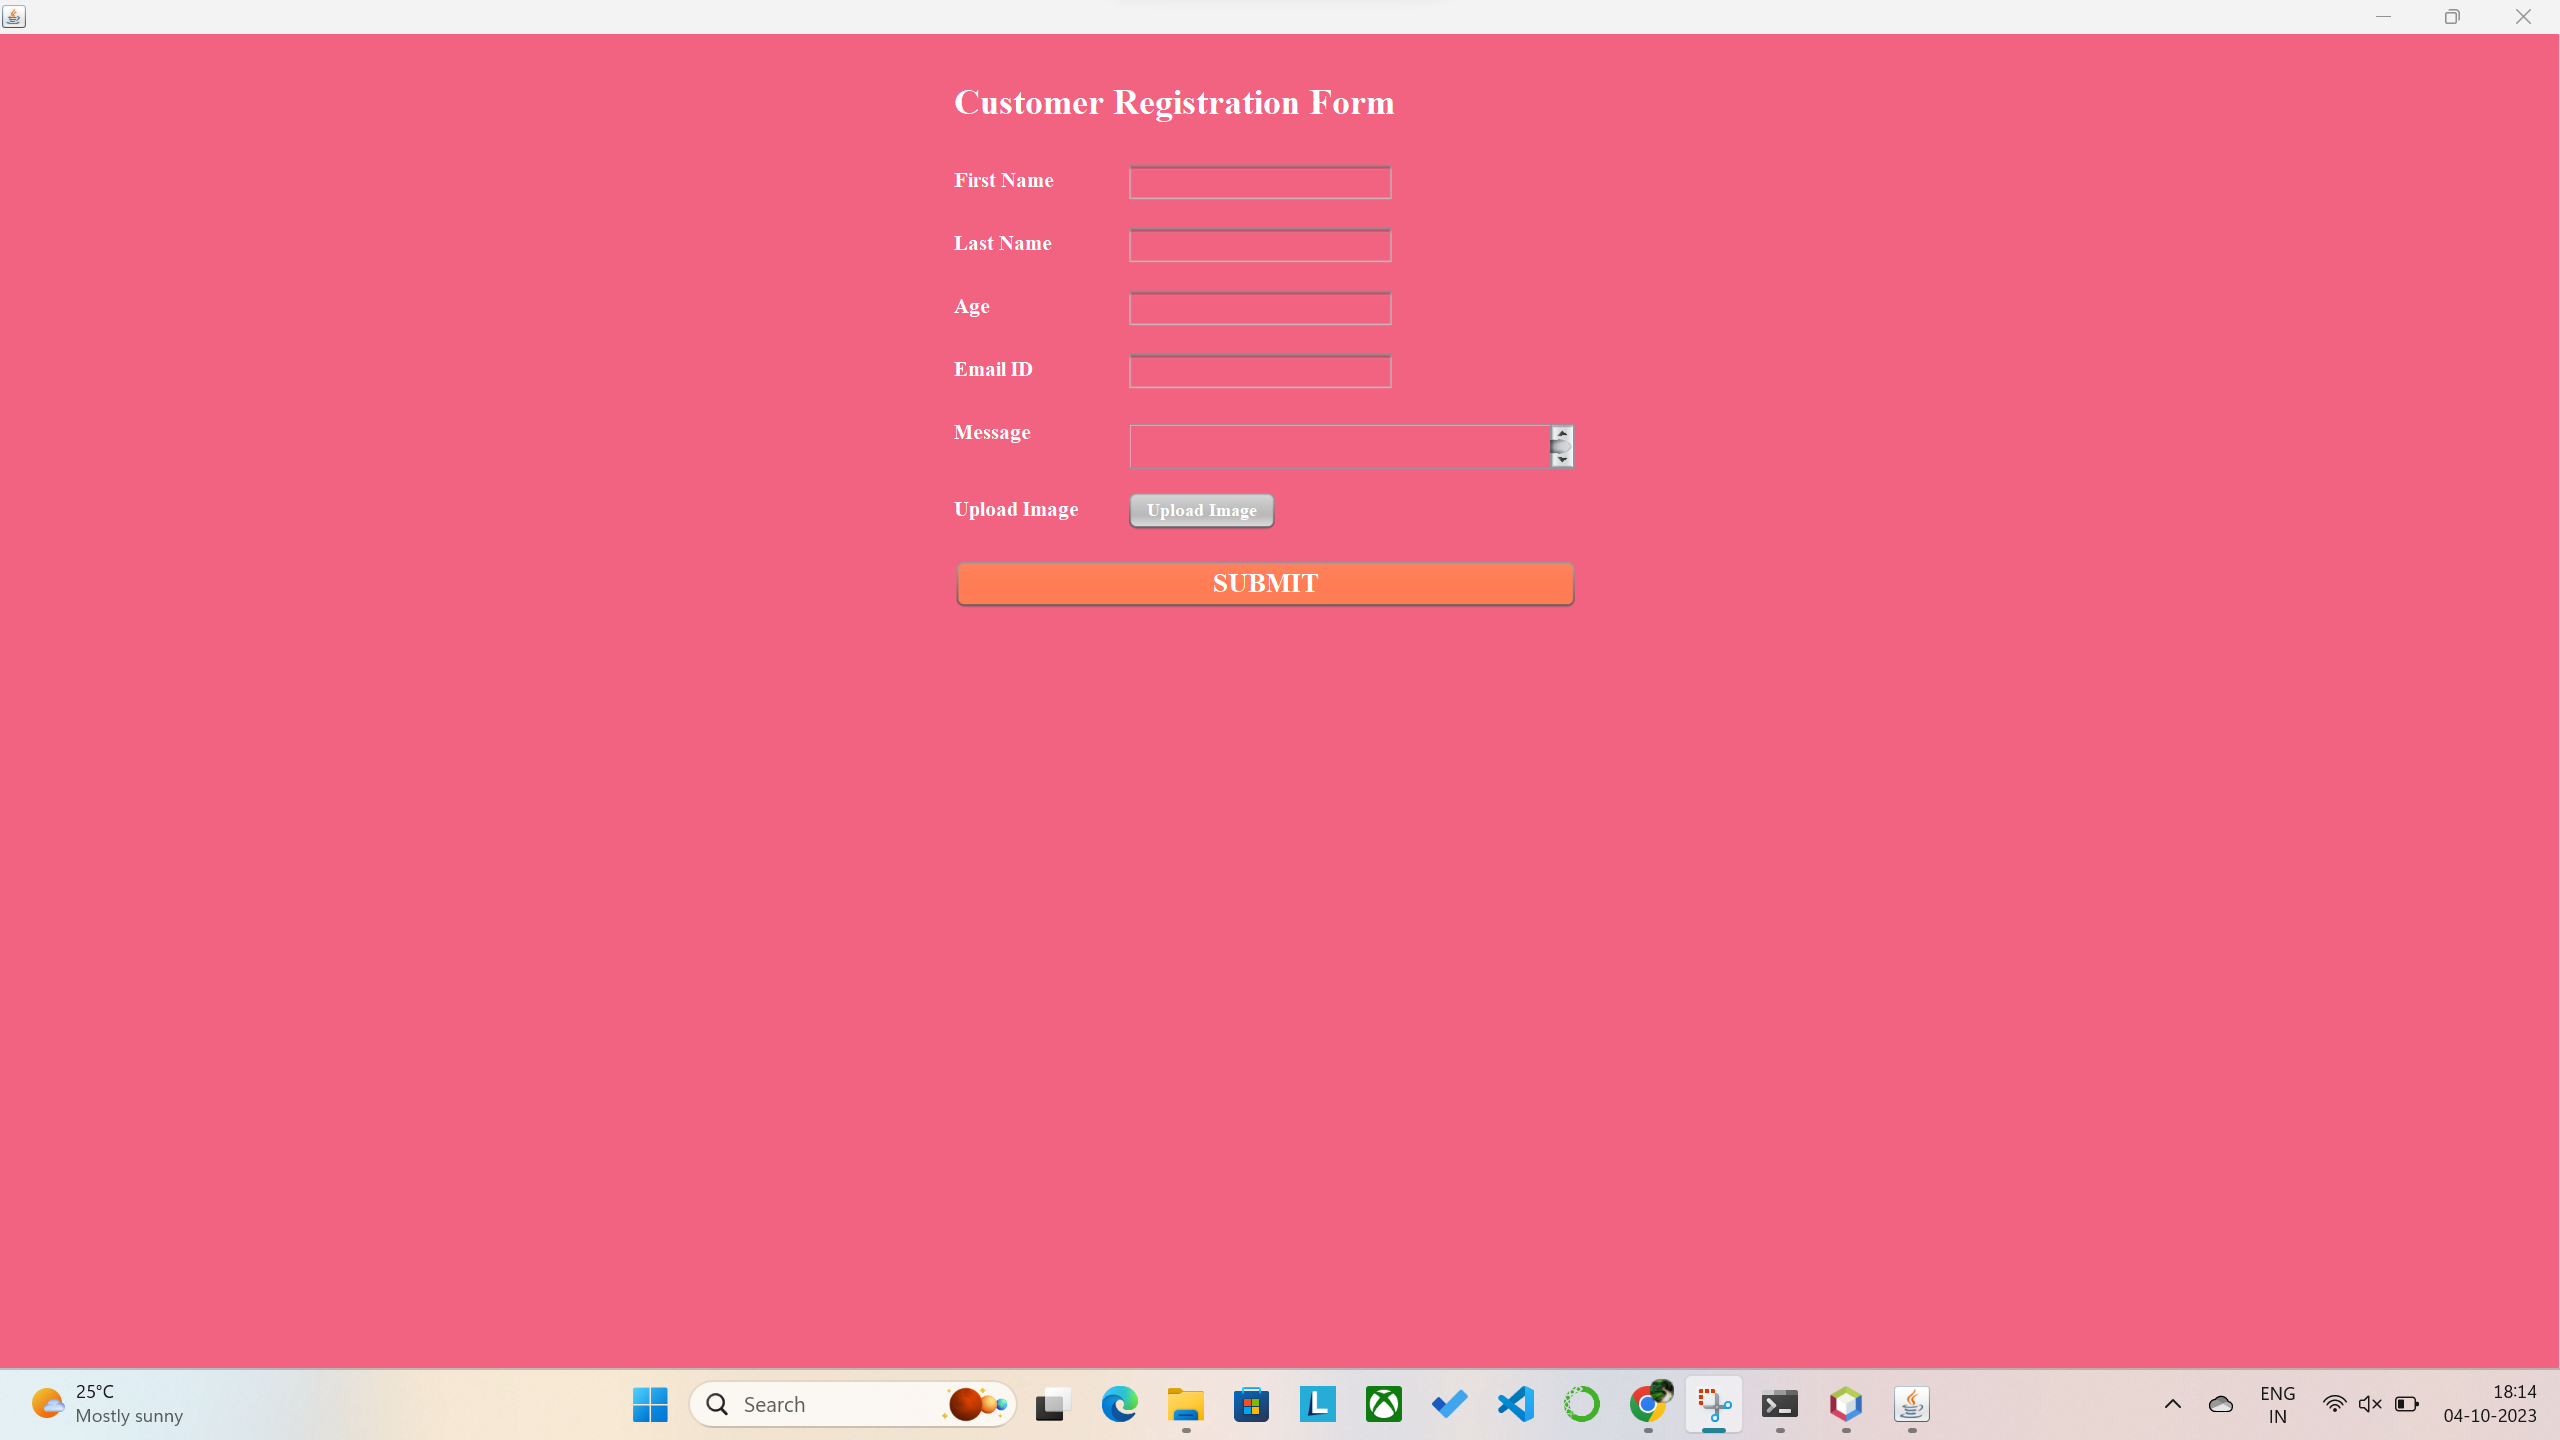 Customer Registration Form
First Name
Last Name
Age
Email ID
Message
Upload Image
Upload Image
SUBMIT
25°C
Mostly sunny
Search
L
ENG
IN
18:14
04-10-2023